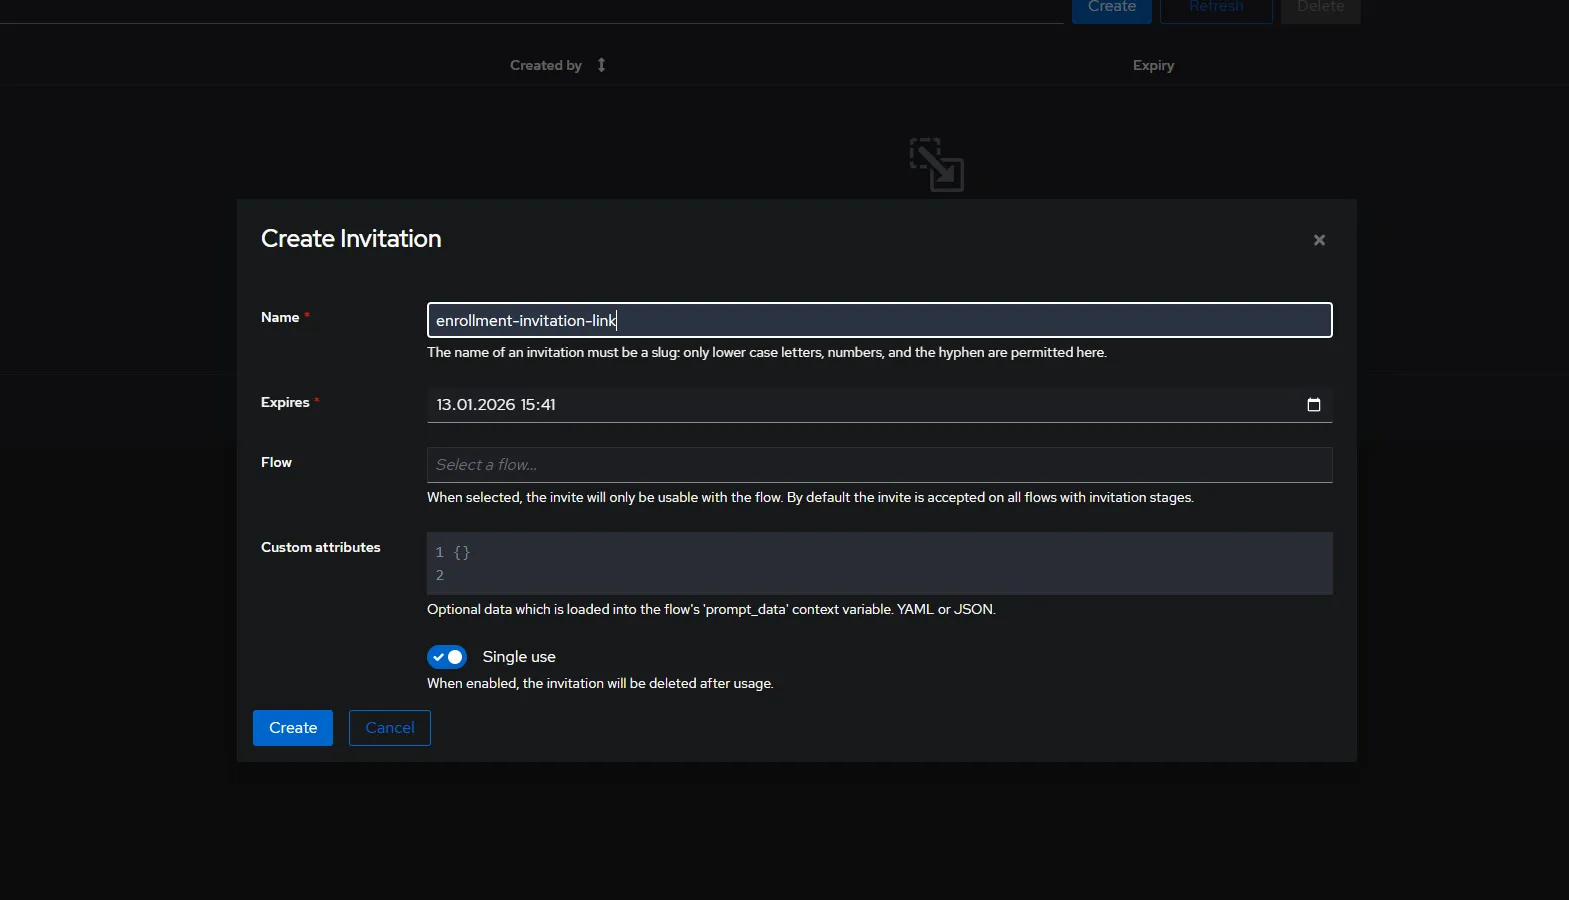 Create Refresh Delete
Created by Expiry
Create Invitation
Name *
enrollment-invitation-link
The name of an invitation must be a slug: only lower case letters, numbers, and the hyphen are permitted here.
Expires *
13.01.2026 15:41
Flow
Select a flow...
When selected, the invite will only be usable with the flow. By default the invite is accepted on all flows with invitation stages.
Custom attributes
1 {}
2
Optional data which is loaded into the flow's 'prompt_data' context variable. YAML or JSON.
Single use
When enabled, the invitation will be deleted after usage.
Create Cancel